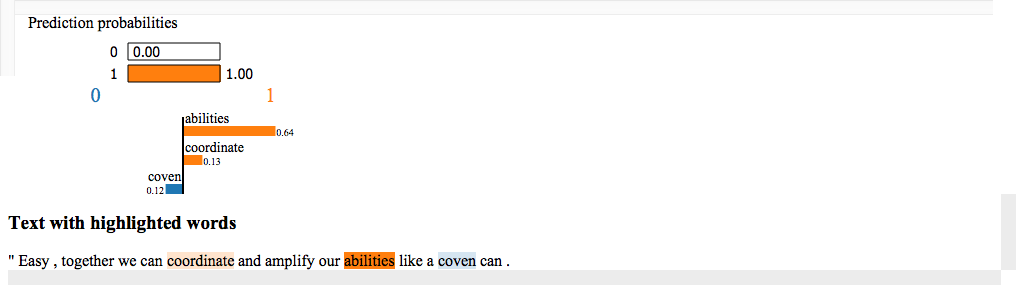 Prediction probabilities
0 0.00
1 1.00
0 1
abilities
0.64
coordinate
0.13
coven
0.12
Text with highlighted words
" Easy , together we can coordinate and amplify our abilities like a coven can .